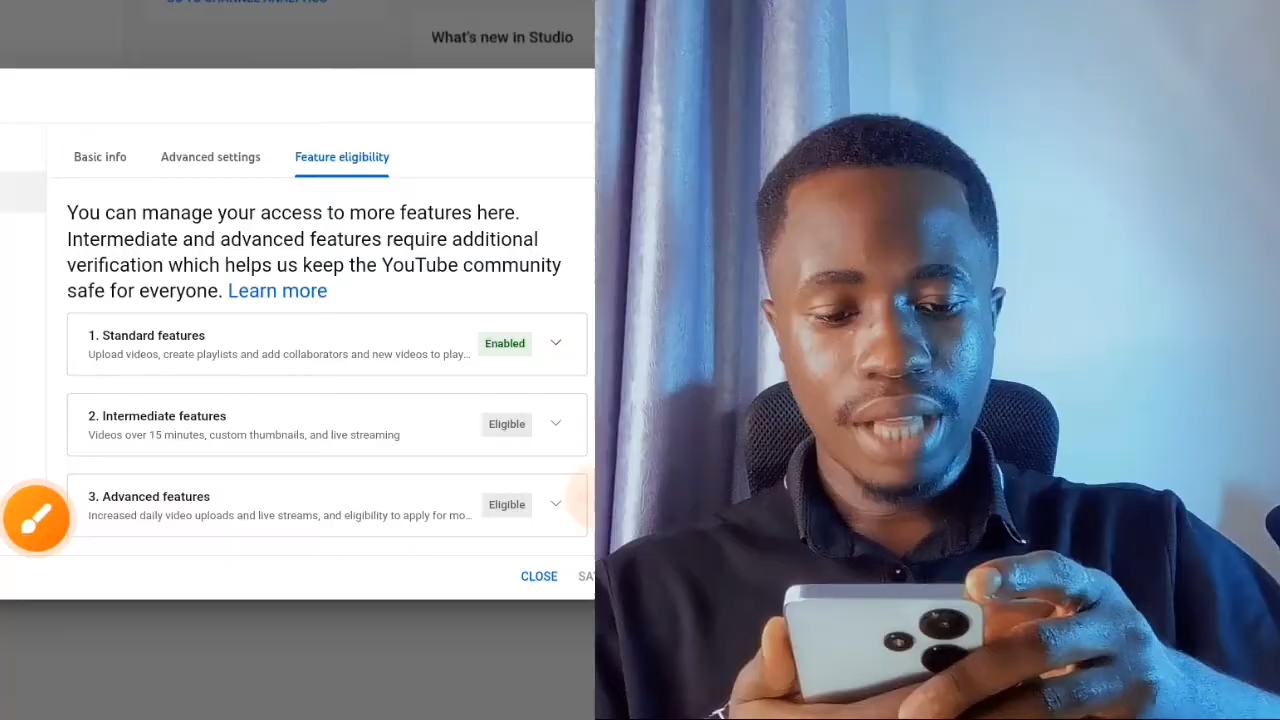 GO TO CHANNEL ANALYTICS
What's new in Studio
Basic info
Advanced settings
Feature eligibility
You can manage your access to more features here.
Intermediate and advanced features require additional
verification which helps us keep the YouTube community
safe for everyone. Learn more
1. Standard features
Enabled
Upload videos, create playlists and add collaborators and new videos to play...
2. Intermediate features
Eligible
Videos over 15 minutes, custom thumbnails, and live streaming
3. Advanced features
Eligible
Increased daily video uploads and live streams, and eligibility to apply for mo...
CLOSE